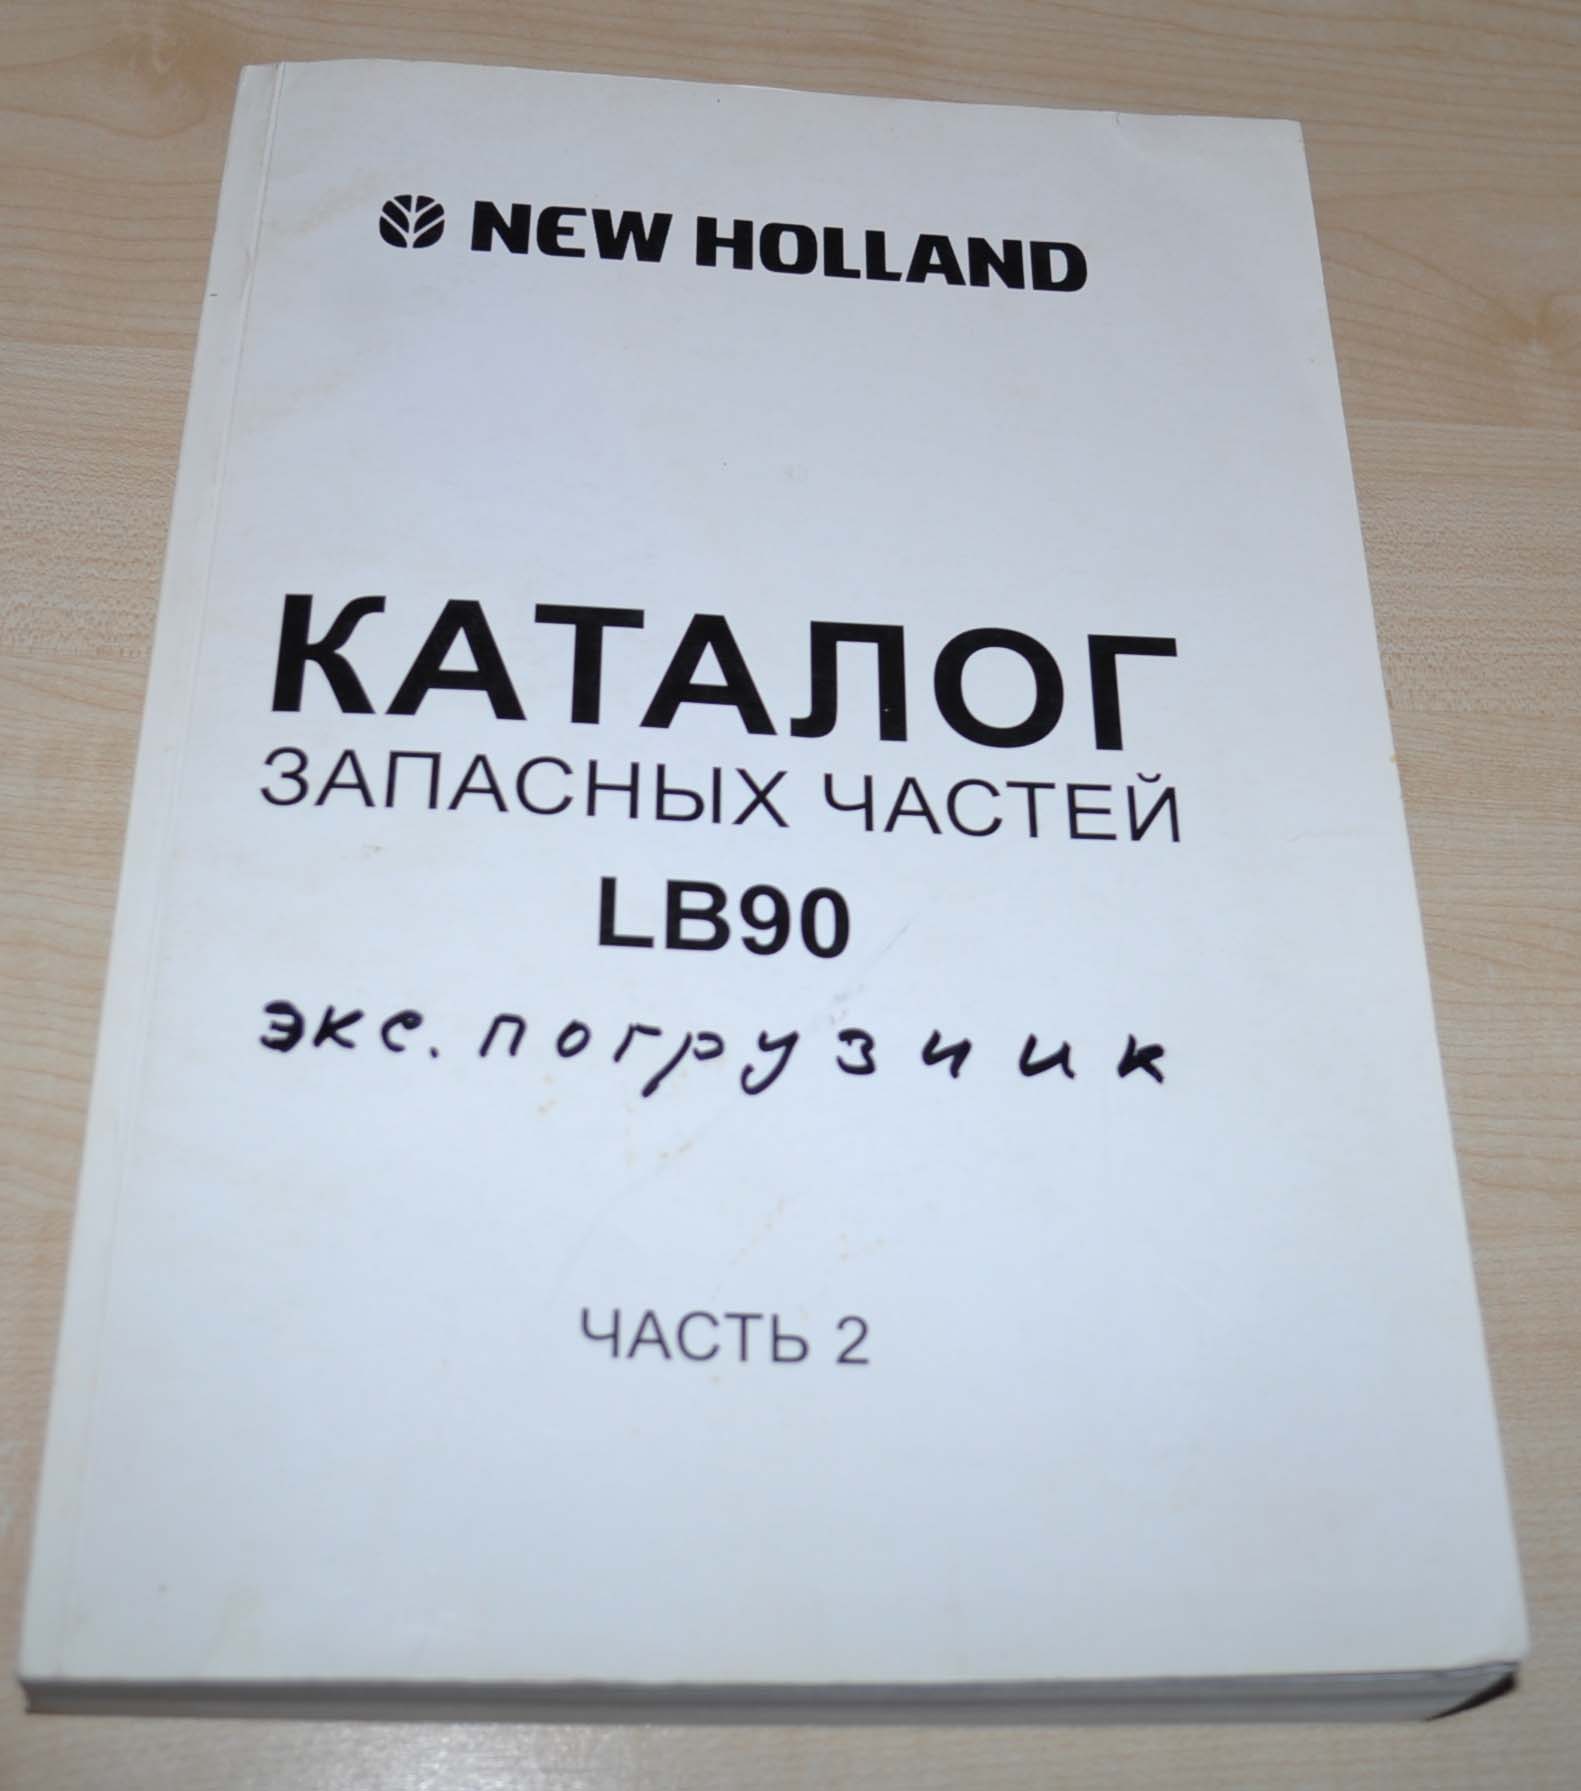 NEW HOLLAND
КАТАЛОГ
ЗАПАСНЫХ ЧАСТЕЙ
LB90
экс. погрузчик
ЧАСТЬ 2